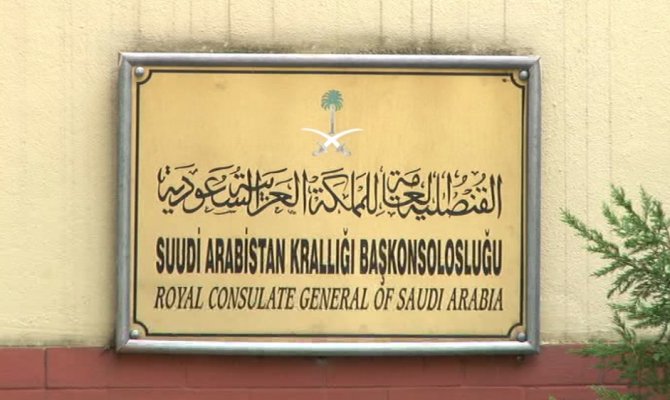 القنصلية العامة للمملكة العربية السعودية
SUUDİ ARABİSTAN KRALLIĞI BAŞKONSOLOSLUĞU
ROYAL CONSULATE GENERAL OF SAUDI ARABIA